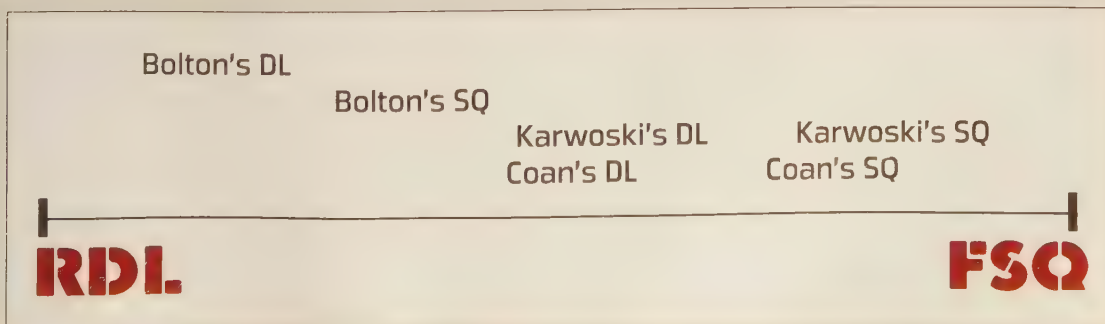 Bolton's DL
Bolton's SQ
Karwoski's DL Karwoski's SQ
Coan's DL Coan's SQ
RDL FSQ